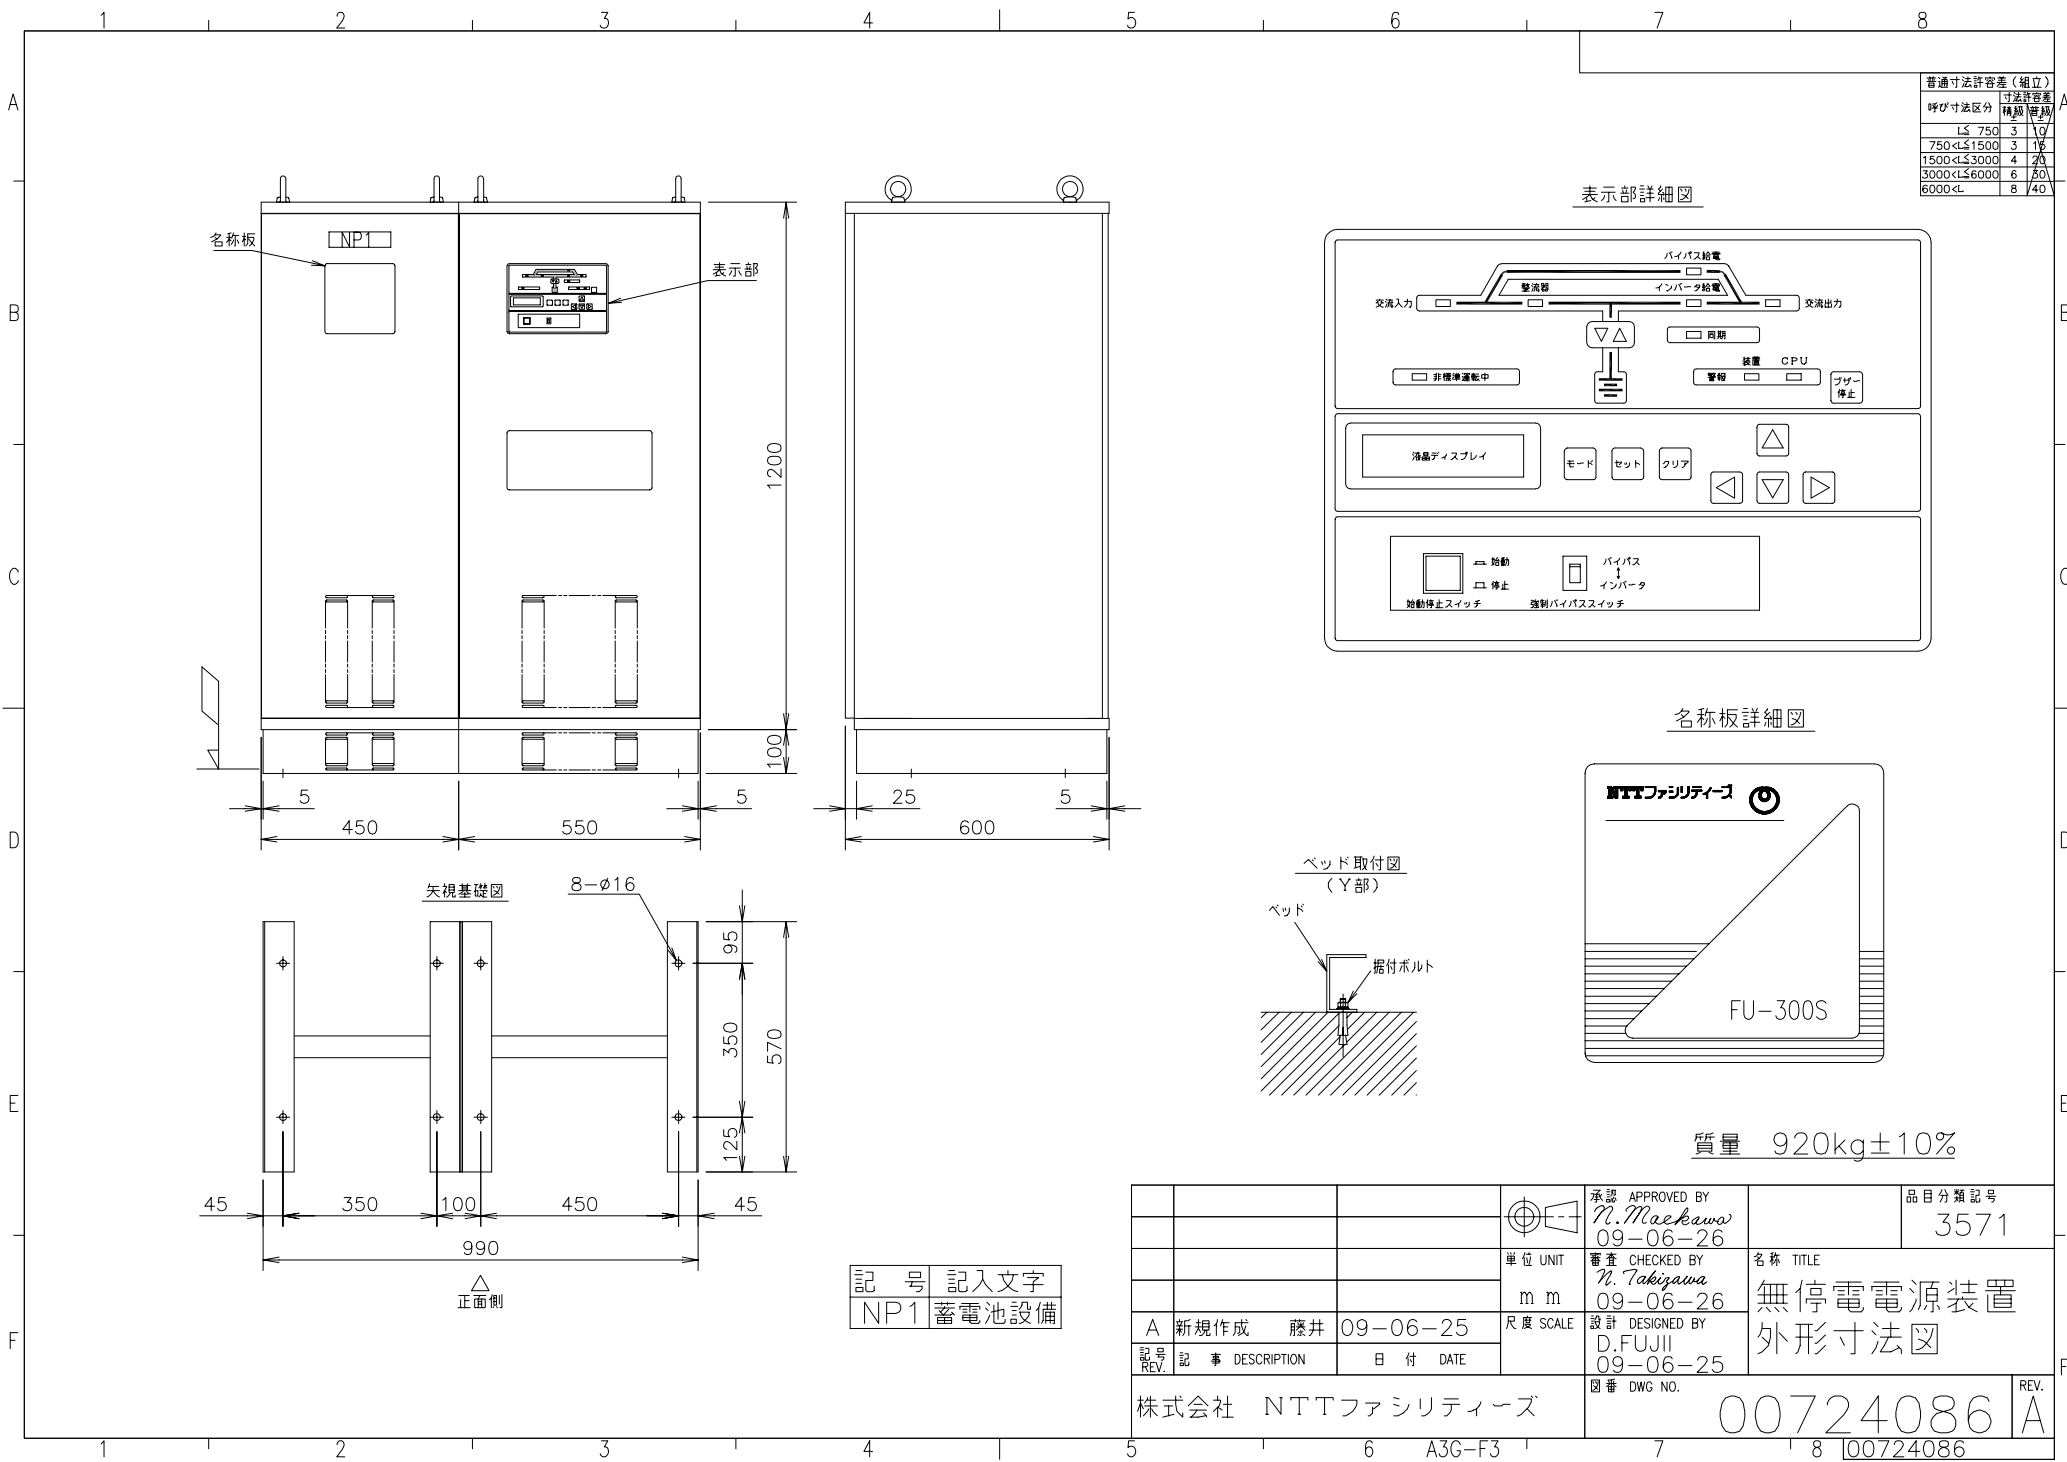 1 2 3 4 5 6 7 8
A
B
C
D
E
F
A
B
C
D
E
F
普通寸法許容差(組立)
呼び寸法区分 寸法許容差
精級 普級
± ±
L≦ 750 3 10
750<L≦1500 3 15
1500<L≦3000 4 20
3000<L≦6000 6 30
6000<L 8 40
名称板
NP1
表示部
1200
100
5
5
450
550
25
5
600
矢視基礎図
8-φ16
95
350
570
125
45
350
100
450
45
990
正面側
表示部詳細図
バイパス給電
整流器
インバータ給電
交流入力
交流出力
同期
非標準運転中
装置 CPU
警報
ブザー
停止
液晶ディスプレイ
モード
セット
クリア
始動
停止
始動停止スイッチ
バイパス
↕
インバータ
強制バイパススイッチ
名称板詳細図
NTTファシリティーズ
FU-300S
ベッド取付図
(Y部)
ベッド
据付ボルト
質量 920kg±10%
記 号 記入文字
NP1 蓄電池設備
承認 APPROVED BY
N.Maekawa
09-06-26
品目分類記号
3571
単位 UNIT
mm
審査 CHECKED BY
N.Takizawa
09-06-26
名称 TITLE
無停電電源装置
外形寸法図
A 新規作成 藤井 09-06-25
尺度 SCALE
設計 DESIGNED BY
D.FUJII
09-06-25
記号 REV. 記 事 DESCRIPTION 日 付 DATE
株式会社 NTTファシリティーズ
図番 DWG NO.
00724086
REV.
A
1 2 3 4 5 6 A3G-F3 7 8 00724086